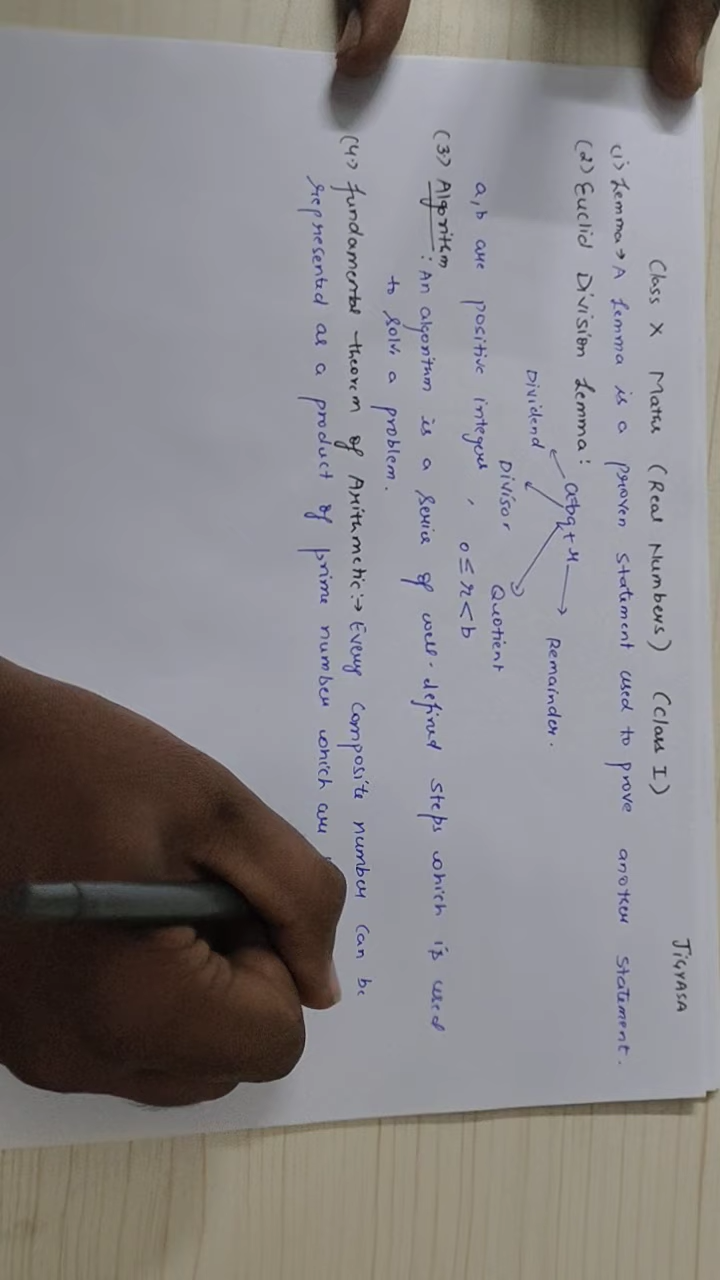 JIGYASA
Class X Maths (Real Numbers) (Class I)
(1) Lemma → A Lemma is a proven statement used to prove another statement.
(2) Euclid Division Lemma:
a=bq+r → Remainder.
Dividend
Divisor
Quotient
a, b are positive integers, 0 ≤ r < b
(3) Algorithm: An algorithm is a series of well-defined steps which is used
to solve a problem.
(4) fundamental theorem of Arithmetic:→ Every composite number can be
represented as a product of prime number which are